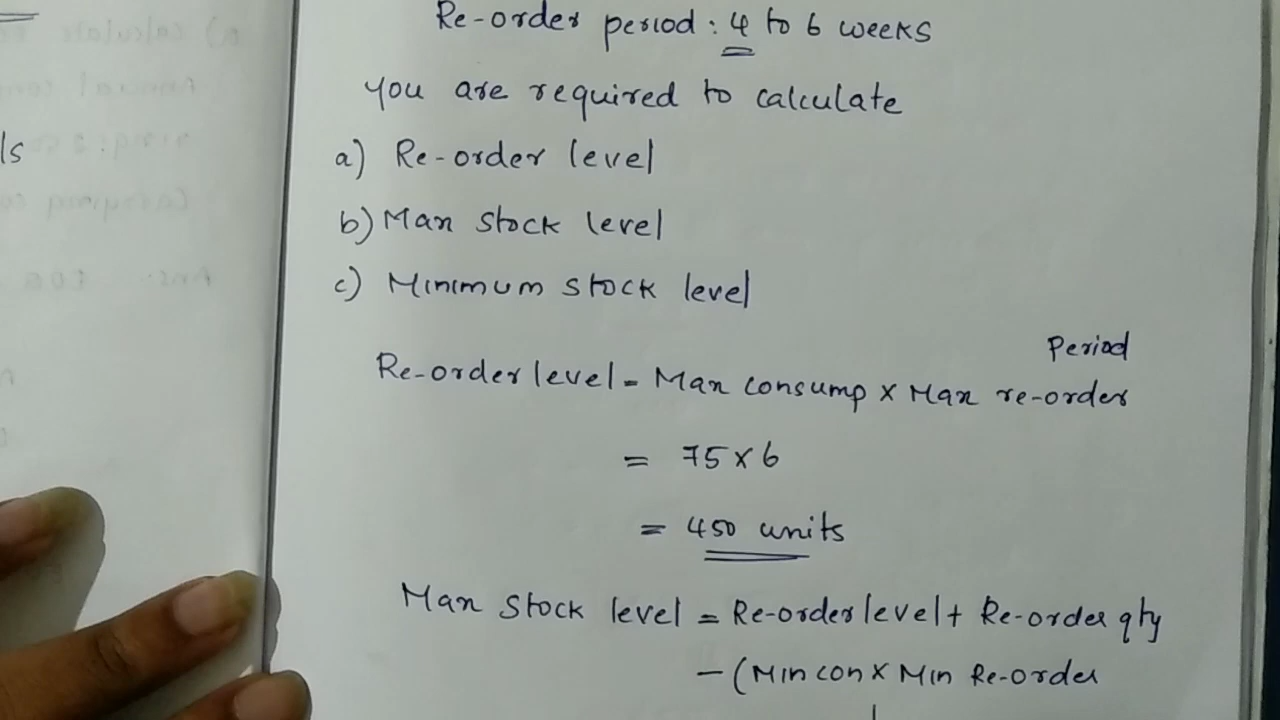 Re-order period : 4 to 6 weeks
you are required to calculate
a) Re-order level
b) Max stock level
c) Minimum stock level
Period
Re-order level = Max consump x Max re-order
= 75 x 6
= 450 units
Max stock level = Re-order level + Re-order qty
- (Min con x Min Re-order
ls